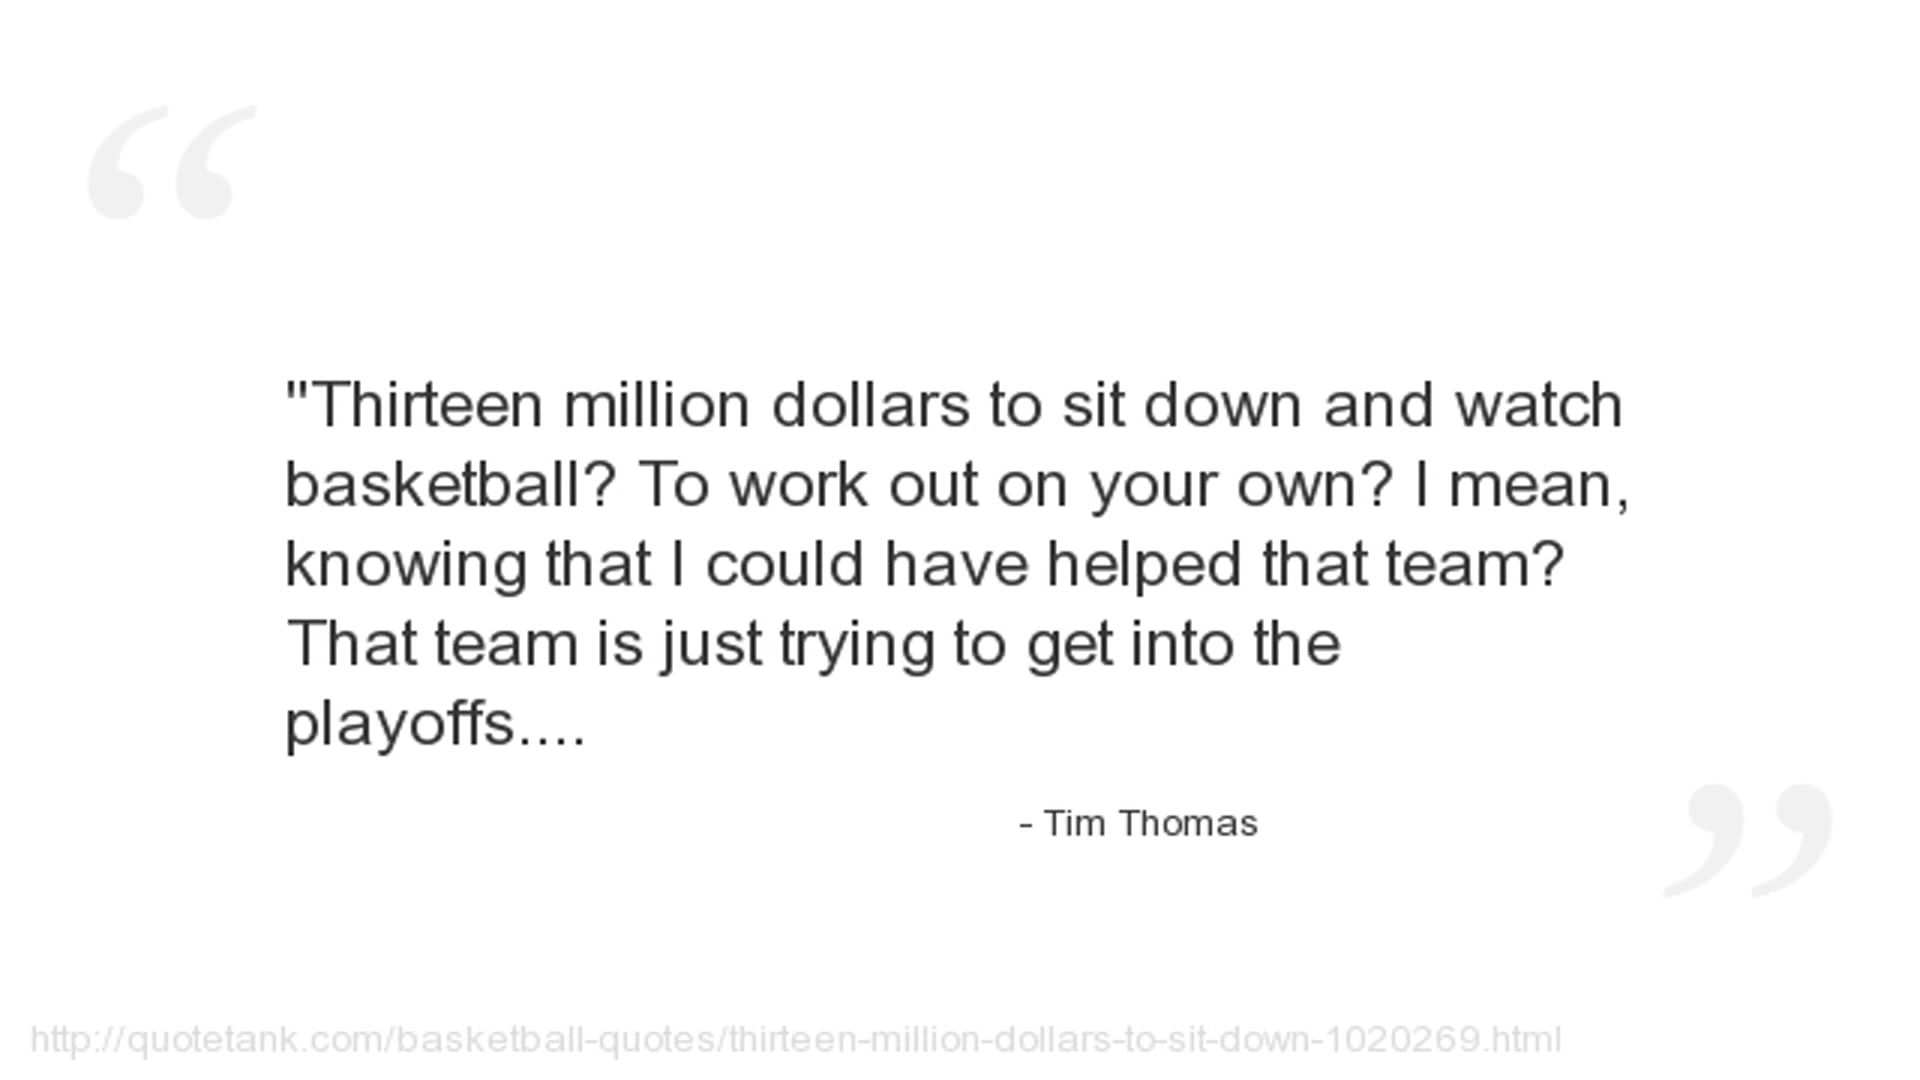 "Thirteen million dollars to sit down and watch
basketball? To work out on your own? I mean,
knowing that I could have helped that team?
That team is just trying to get into the
playoffs....
- Tim Thomas
http://quotetank.com/basketball-quotes/thirteen-million-dollars-to-sit-down-1020269.html